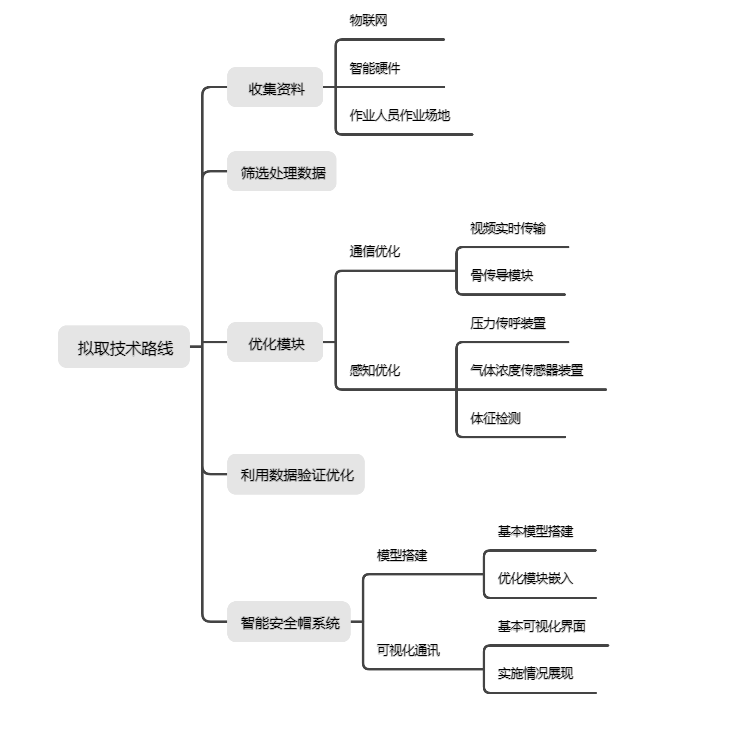 物联网
智能硬件
收集资料
作业人员作业场地
筛选处理数据
视频实时传输
通信优化
骨传导模块
压力传呼装置
拟取技术路线
优化模块
感知优化
气体浓度传感器装置
体征检测
利用数据验证优化
基本模型搭建
模型搭建
优化模块嵌入
智能安全帽系统
基本可视化界面
可视化通讯
实施情况展现